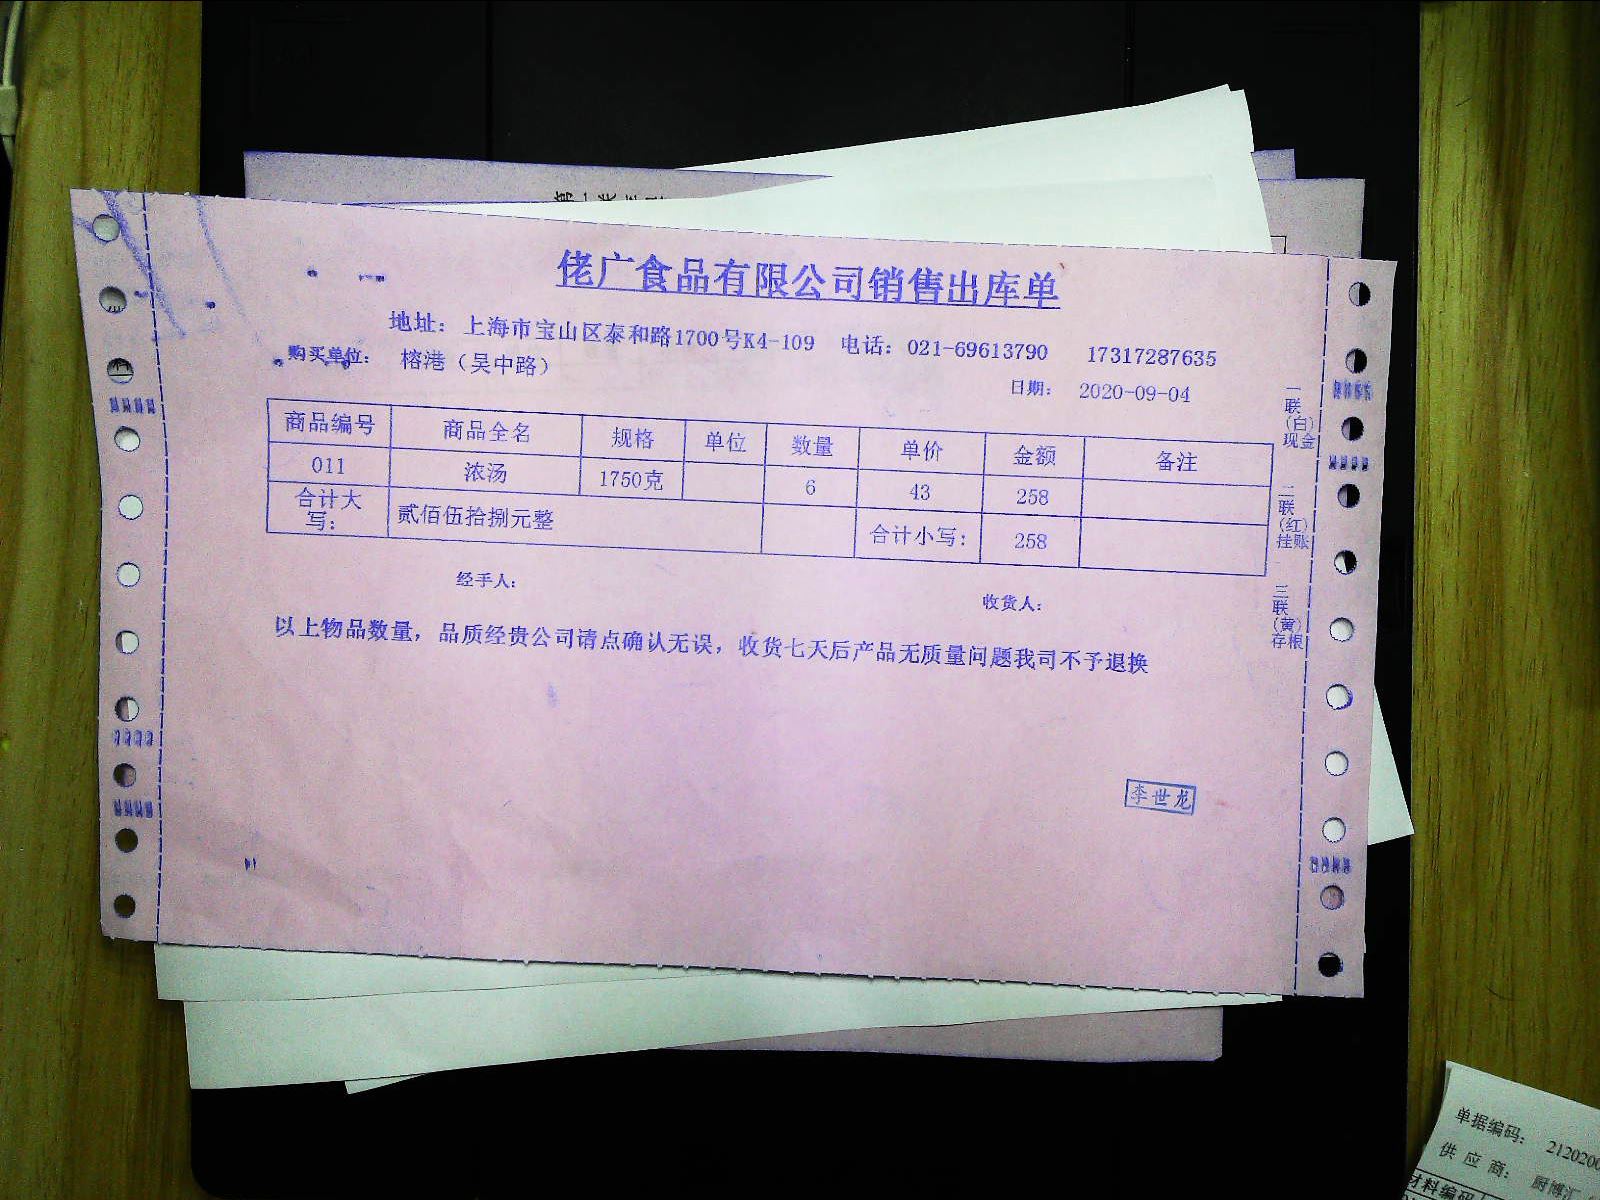 佬广食品有限公司销售出库单
地址：上海市宝山区泰和路1700号K4-109 电话：021-69613790 17317287635
购买单位： 榕港（吴中路）
日期： 2020-09-04
商品编号 商品全名 规格 单位 数量 单价 金额 备注
011 浓汤 1750克 6 43 258
合计大写： 贰佰伍拾捌元整 合计小写： 258
经手人： 收货人：
以上物品数量，品质经贵公司请点确认无误，收货七天后产品无质量问题我司不予退换
一联（白）现金
二联（红）挂账
三联（黄）存根
李世龙
单据编码： 212020
供应商： 厨博汇
材料编码